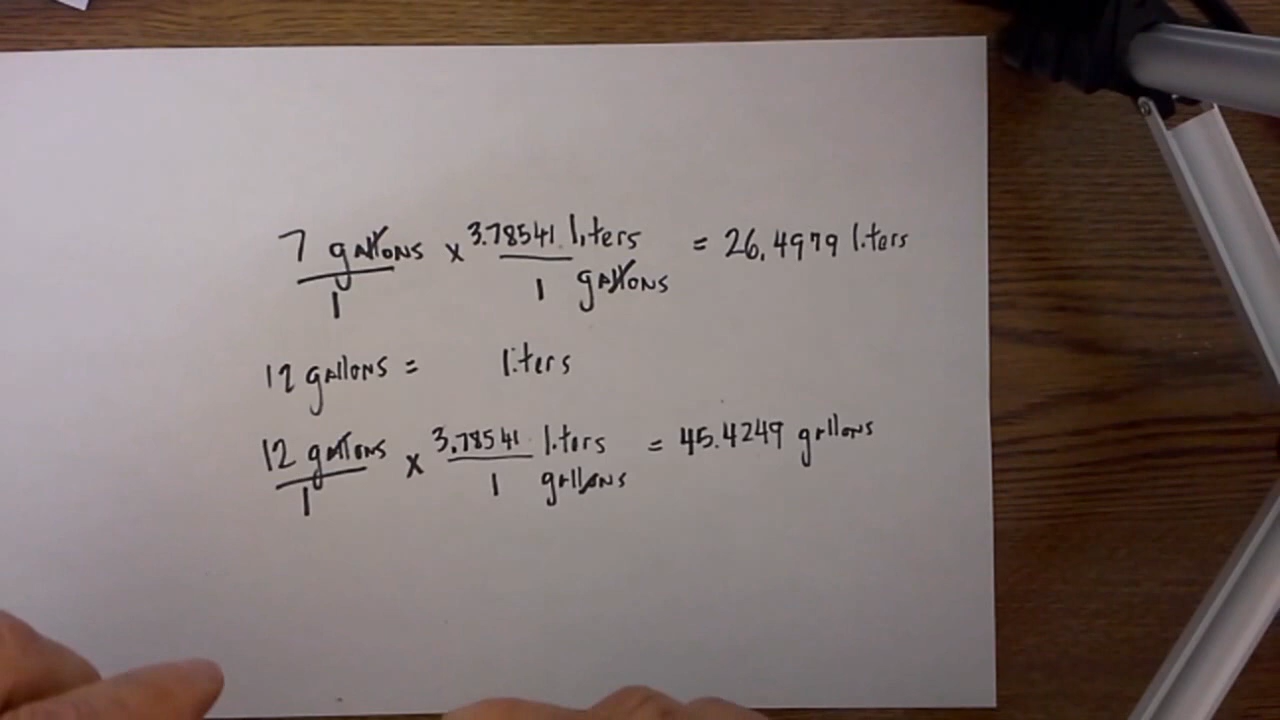 7 gallons x 3.78541 liters = 26.4979 liters
1 1 gallons
12 gallons = liters
12 gallons x 3.78541 liters = 45.4249 gallons
1 1 gallons